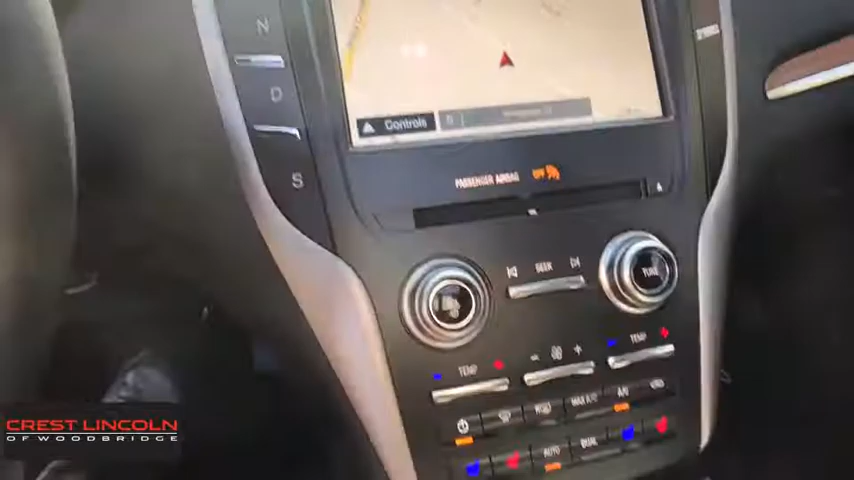 N
D
S
Controls
PASSENGER AIRBAG OFF
SEEK
TUNE
TEMP
- +
TEMP
MAX A/C
A/C
AUTO
DUAL
CREST LINCOLN
OF WOODBRIDGE